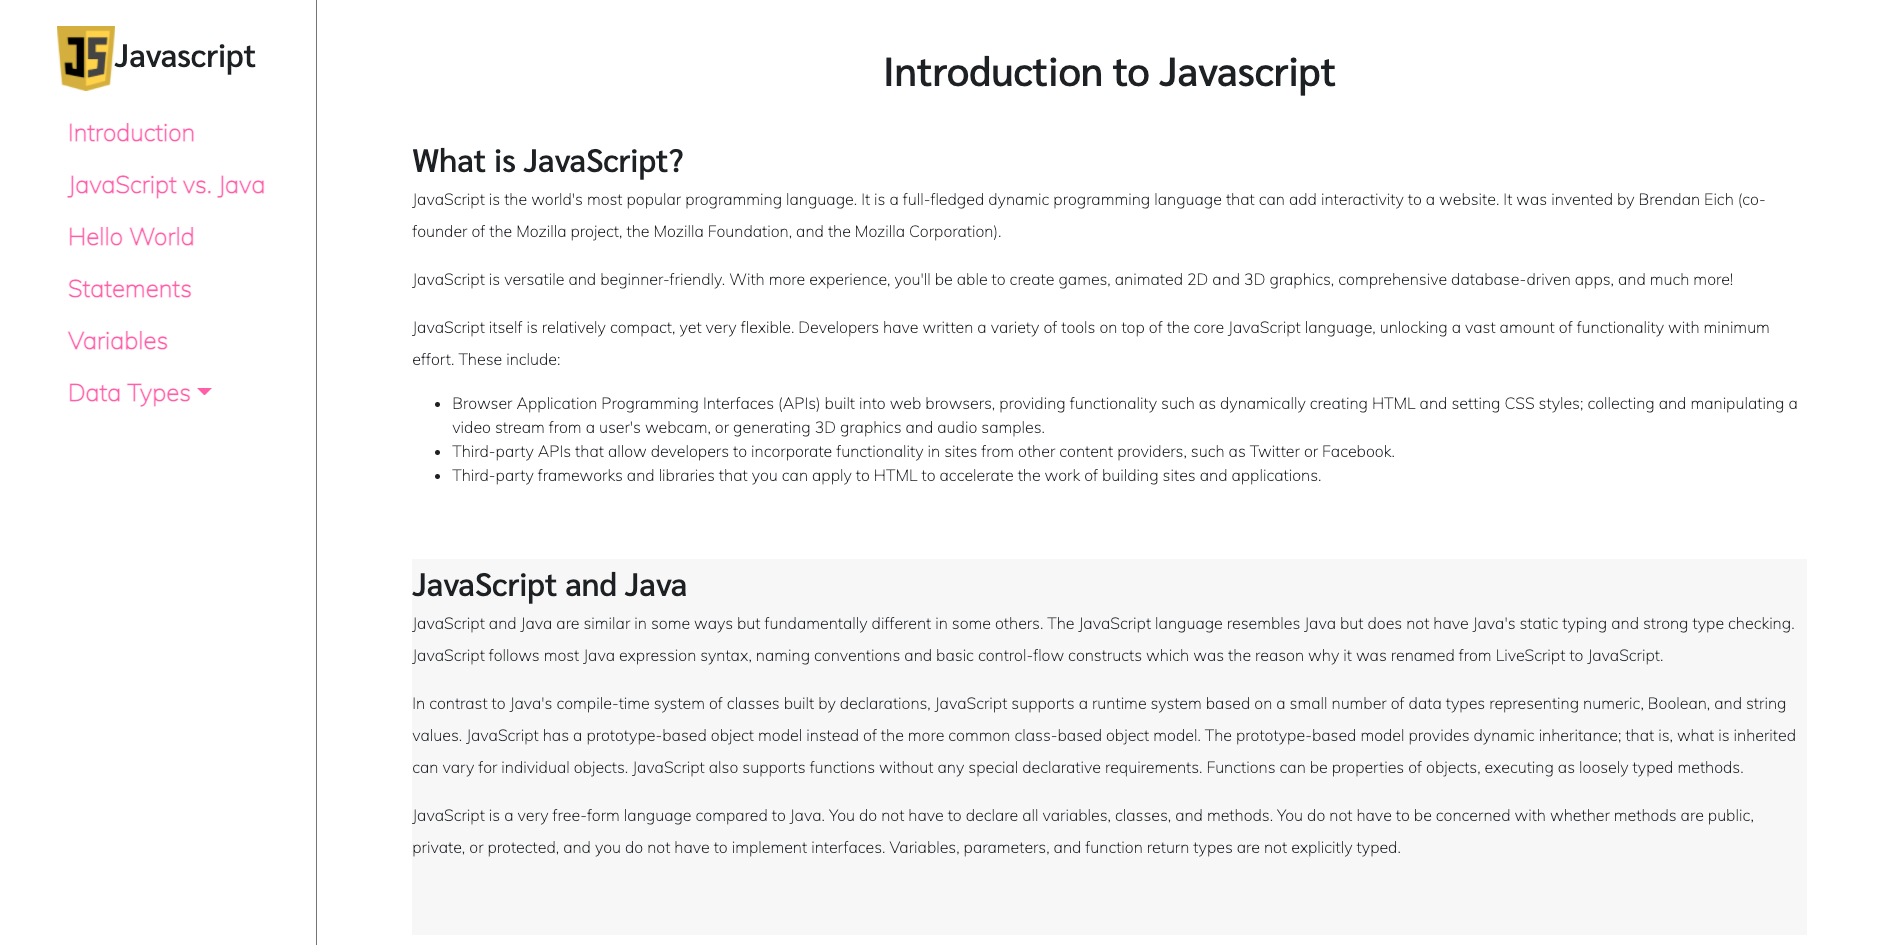 JS Javascript
Introduction
JavaScript vs. Java
Hello World
Statements
Variables
Data Types
Introduction to Javascript
What is JavaScript?
JavaScript is the world's most popular programming language. It is a full-fledged dynamic programming language that can add interactivity to a website. It was invented by Brendan Eich (co-
founder of the Mozilla project, the Mozilla Foundation, and the Mozilla Corporation).
JavaScript is versatile and beginner-friendly. With more experience, you'll be able to create games, animated 2D and 3D graphics, comprehensive database-driven apps, and much more!
JavaScript itself is relatively compact, yet very flexible. Developers have written a variety of tools on top of the core JavaScript language, unlocking a vast amount of functionality with minimum
effort. These include:
• Browser Application Programming Interfaces (APIs) built into web browsers, providing functionality such as dynamically creating HTML and setting CSS styles; collecting and manipulating a
video stream from a user's webcam, or generating 3D graphics and audio samples.
• Third-party APIs that allow developers to incorporate functionality in sites from other content providers, such as Twitter or Facebook.
• Third-party frameworks and libraries that you can apply to HTML to accelerate the work of building sites and applications.
JavaScript and Java
JavaScript and Java are similar in some ways but fundamentally different in some others. The JavaScript language resembles Java but does not have Java's static typing and strong type checking.
JavaScript follows most Java expression syntax, naming conventions and basic control-flow constructs which was the reason why it was renamed from LiveScript to JavaScript.
In contrast to Java's compile-time system of classes built by declarations, JavaScript supports a runtime system based on a small number of data types representing numeric, Boolean, and string
values. JavaScript has a prototype-based object model instead of the more common class-based object model. The prototype-based model provides dynamic inheritance; that is, what is inherited
can vary for individual objects. JavaScript also supports functions without any special declarative requirements. Functions can be properties of objects, executing as loosely typed methods.
JavaScript is a very free-form language compared to Java. You do not have to declare all variables, classes, and methods. You do not have to be concerned with whether methods are public,
private, or protected, and you do not have to implement interfaces. Variables, parameters, and function return types are not explicitly typed.